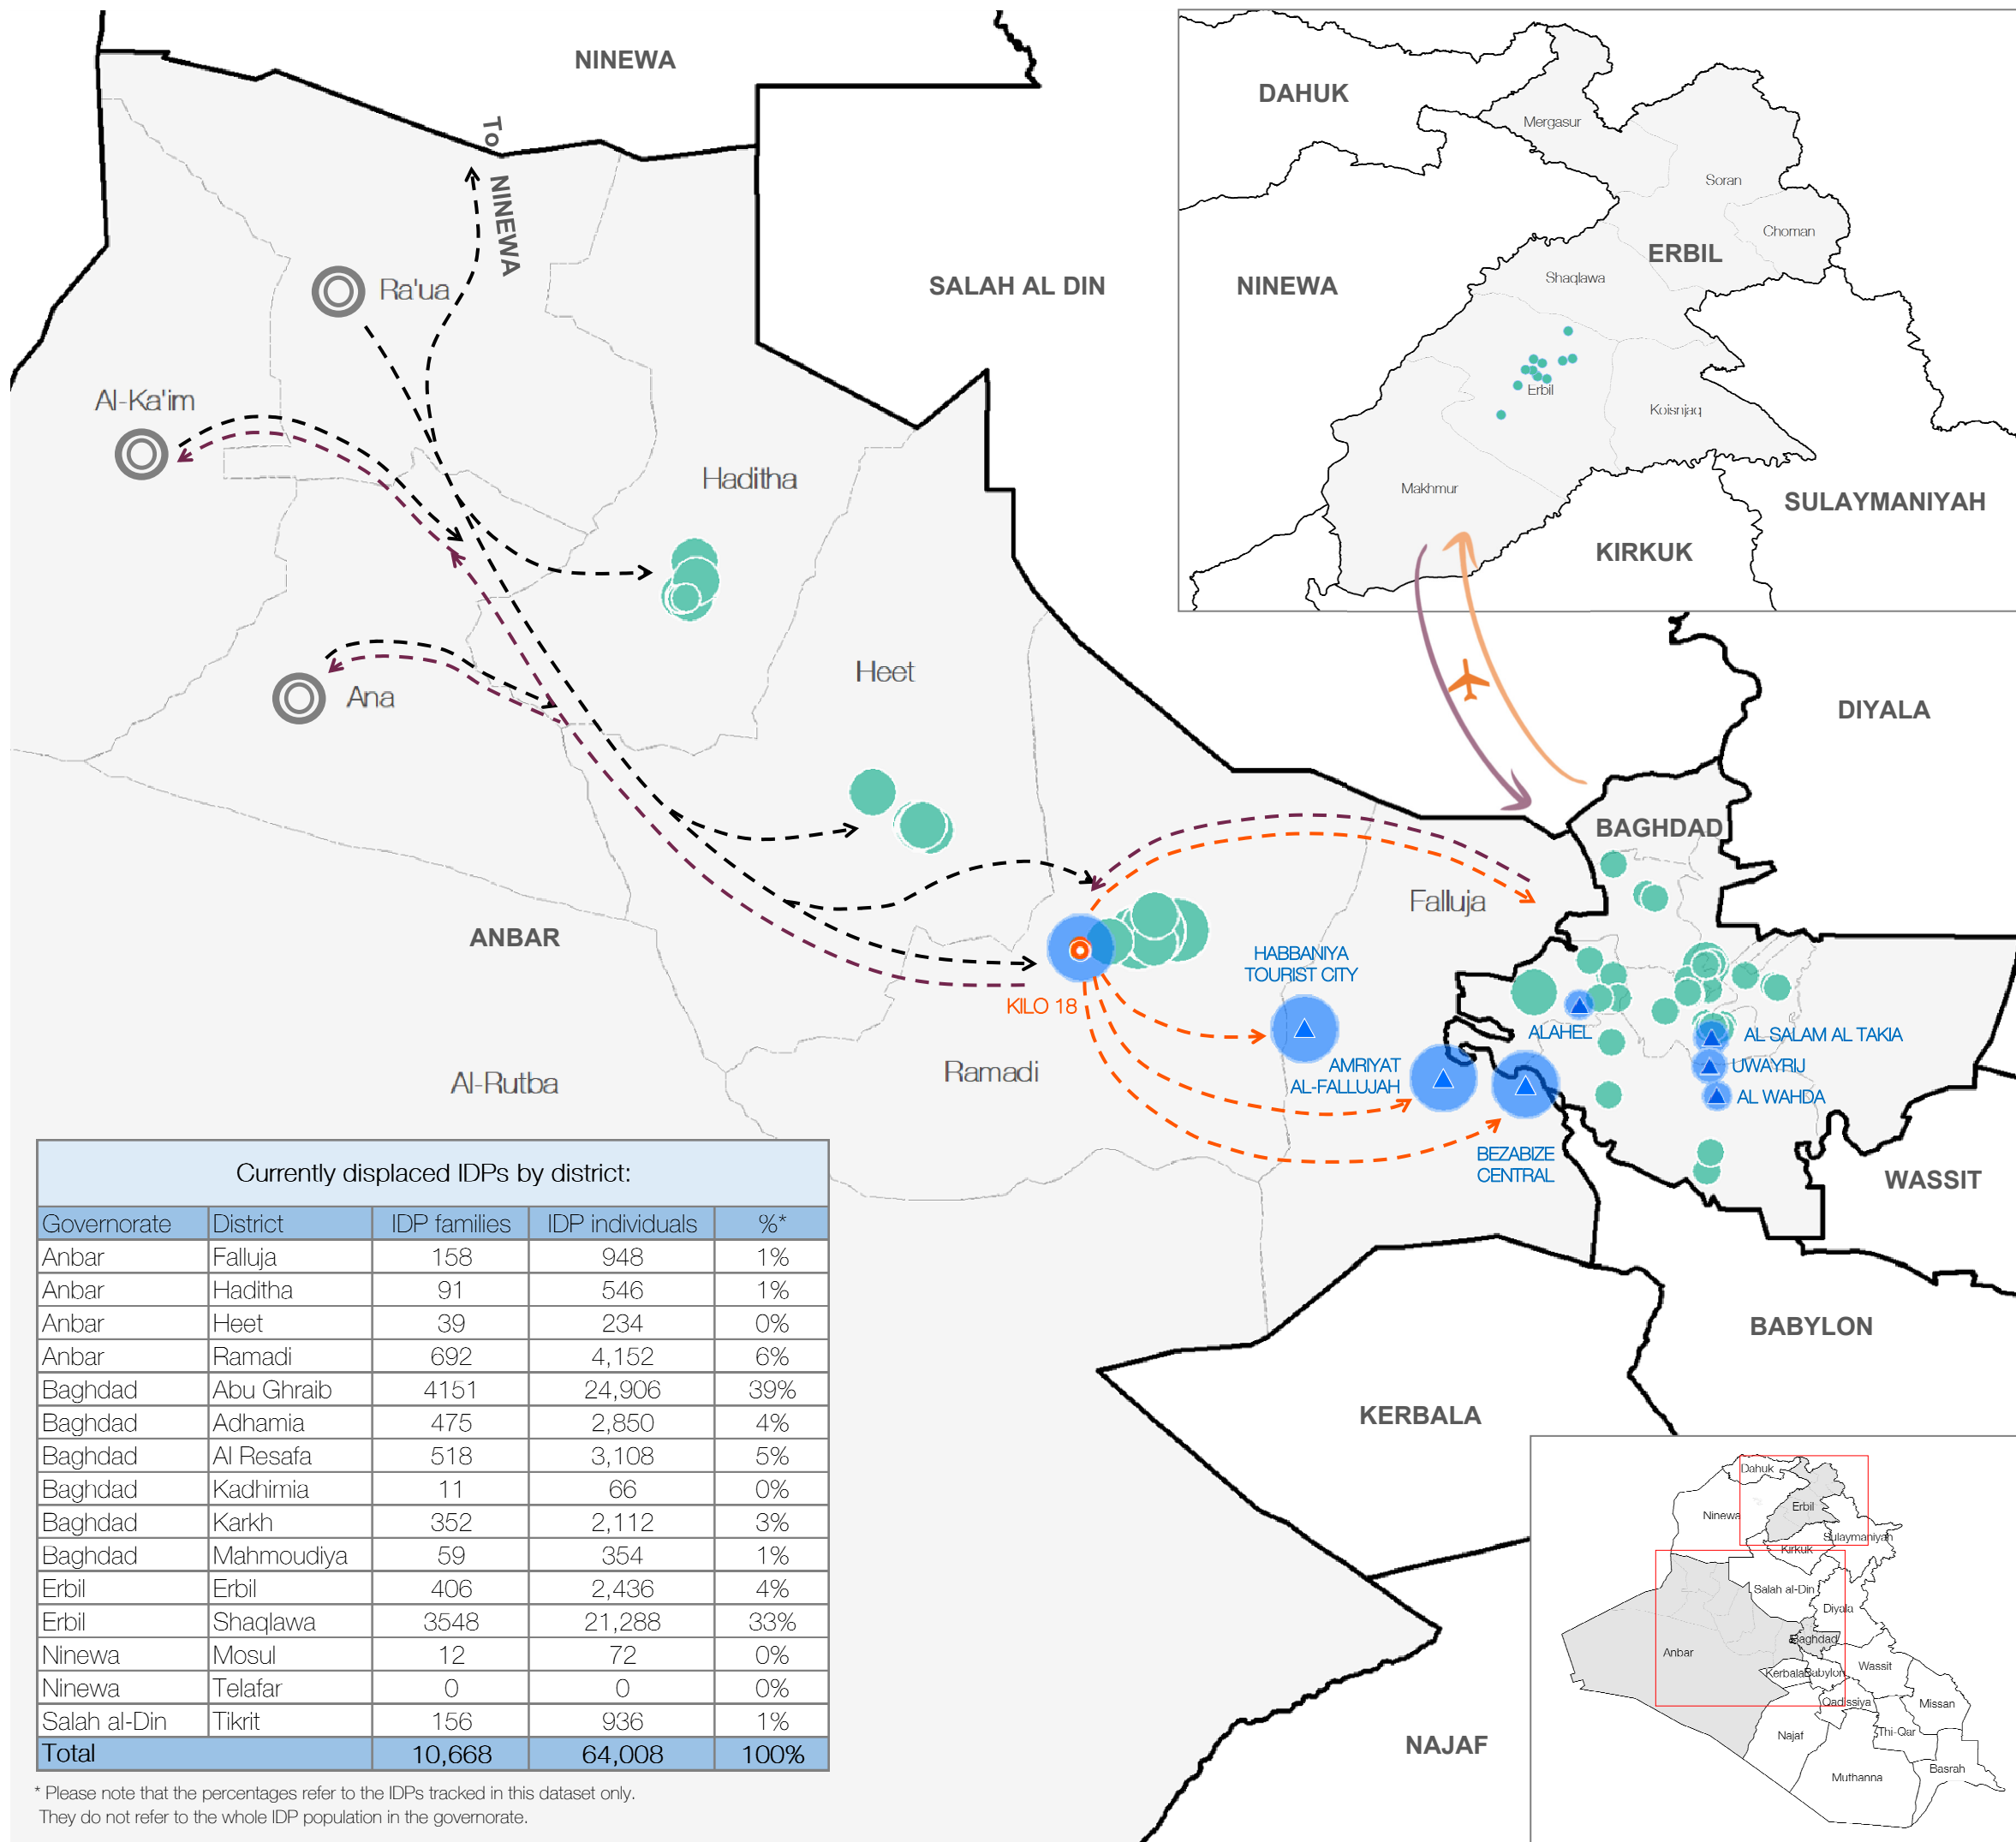 NINEWA
To NINEWA
SALAH AL DIN
Ra'ua
Al-Ka'im
Haditha
Ana
Heet
ANBAR
Al-Rutba
Ramadi
Falluja
KILO 18
HABBANIYA
TOURIST CITY
AMRIYAT
AL-FALLUJAH
BEZABIZE
CENTRAL
BAGHDAD
ALAHEL
AL SALAM AL TAKIA
UWAYRIJ
AL WAHDA
DIYALA
WASSIT
BABYLON
KERBALA
NAJAF
DAHUK
Mergasur
Soran
Choman
ERBIL
Shaqlawa
NINEWA
Erbil
Koisnjaq
Makhmur
SULAYMANIYAH
KIRKUK
Currently displaced IDPs by district:
Governorate District IDP families IDP individuals %*
Anbar Falluja 158 948 1%
Anbar Haditha 91 546 1%
Anbar Heet 39 234 0%
Anbar Ramadi 692 4,152 6%
Baghdad Abu Ghraib 4151 24,906 39%
Baghdad Adhamia 475 2,850 4%
Baghdad Al Resafa 518 3,108 5%
Baghdad Kadhimia 11 66 0%
Baghdad Karkh 352 2,112 3%
Baghdad Mahmoudiya 59 354 1%
Erbil Erbil 406 2,436 4%
Erbil Shaqlawa 3548 21,288 33%
Ninewa Mosul 12 72 0%
Ninewa Telafar 0 0 0%
Salah al-Din Tikrit 156 936 1%
Total 10,668 64,008 100%
* Please note that the percentages refer to the IDPs tracked in this dataset only.
They do not refer to the whole IDP population in the governorate.
Dahuk
Erbil
Ninewa
Sulaymaniyah
Kirkuk
Salah al-Din
Diyala
Baghdad
Anbar
Wassit
Kerbala
Babylon
Qadissiya
Missan
Thi-Qar
Najaf
Basrah
Muthanna